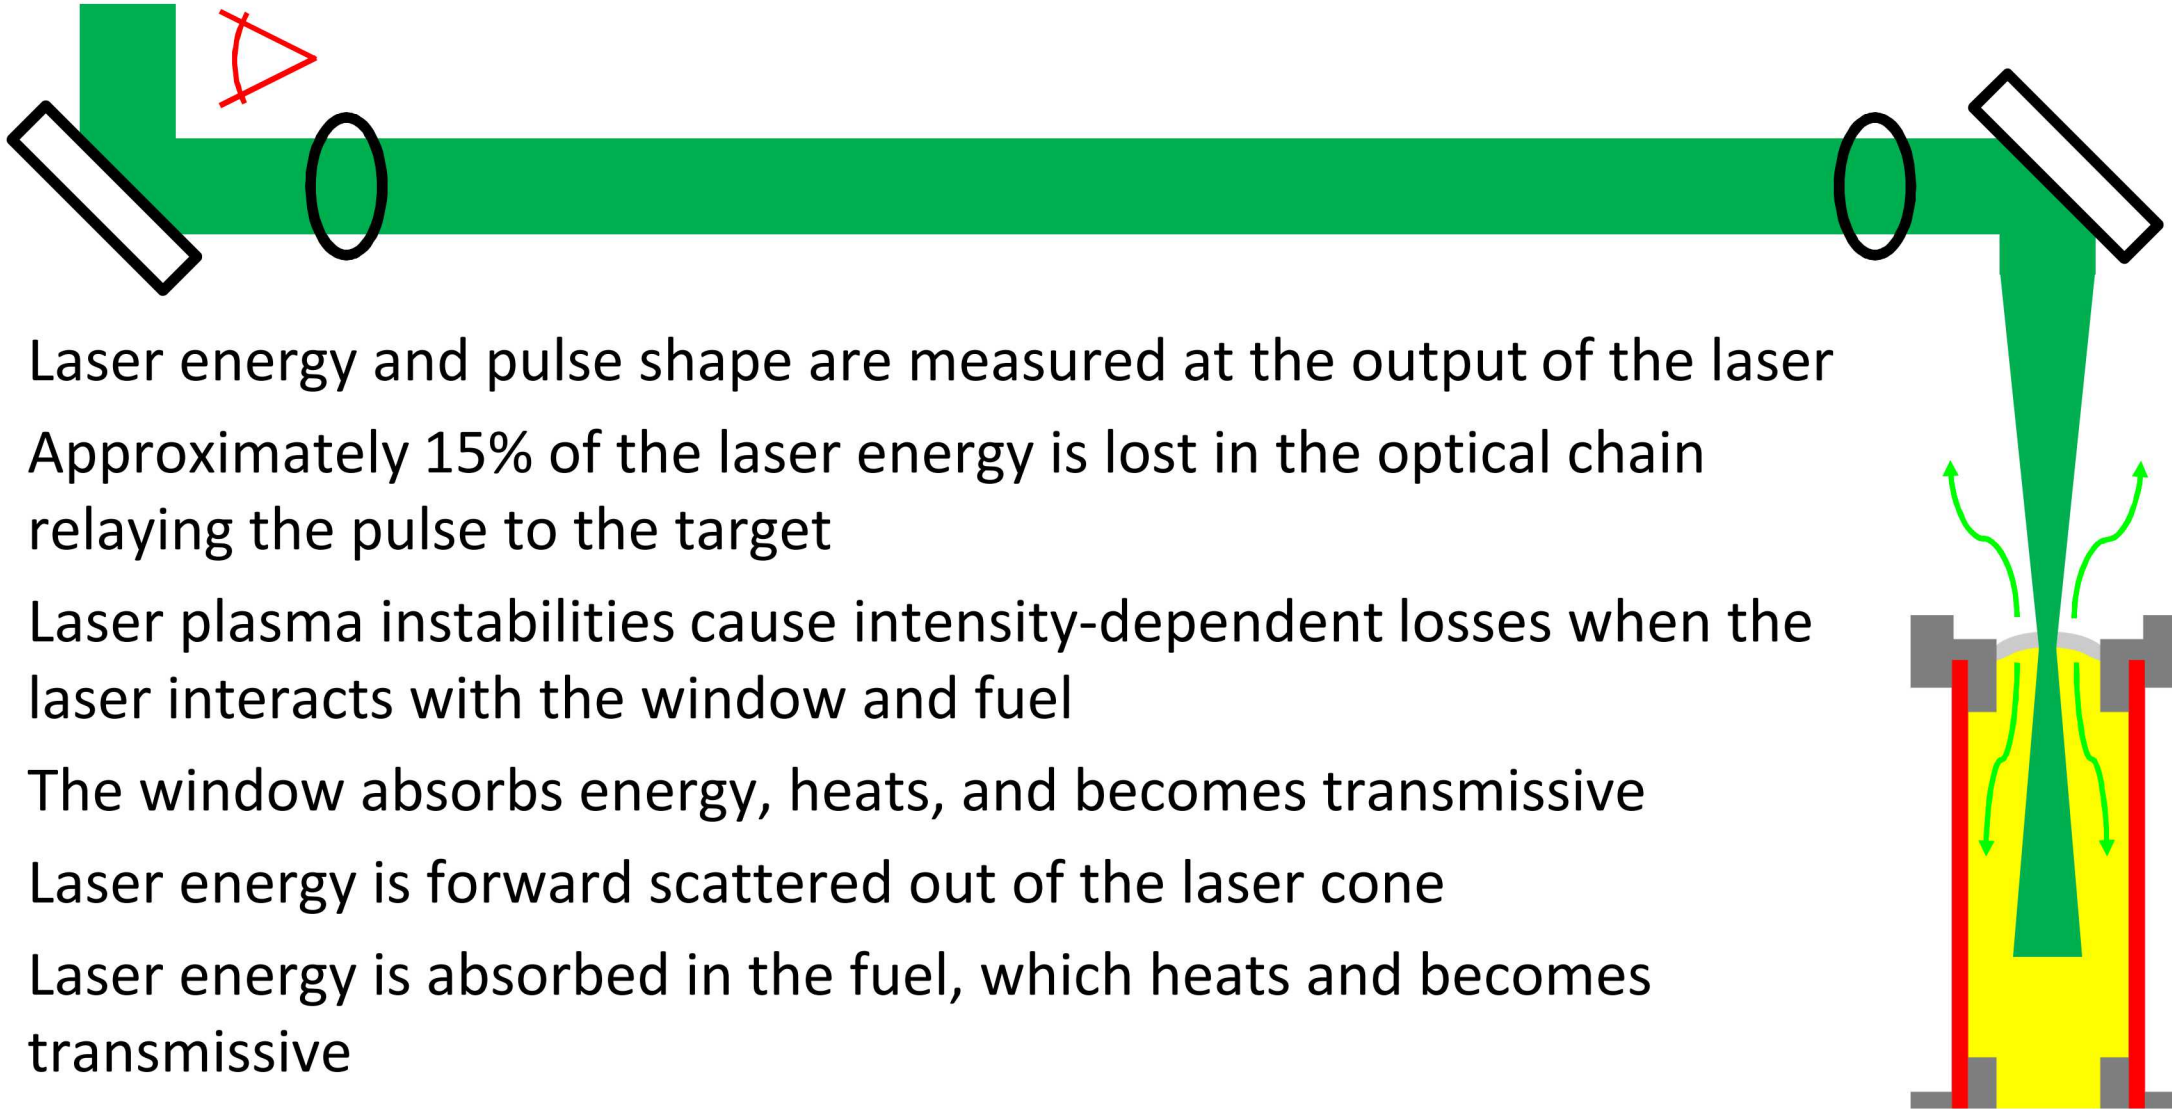 Laser energy and pulse shape are measured at the output of the laser
Approximately 15% of the laser energy is lost in the optical chain
relaying the pulse to the target
Laser plasma instabilities cause intensity-dependent losses when the
laser interacts with the window and fuel
The window absorbs energy, heats, and becomes transmissive
Laser energy is forward scattered out of the laser cone
Laser energy is absorbed in the fuel, which heats and becomes
transmissive